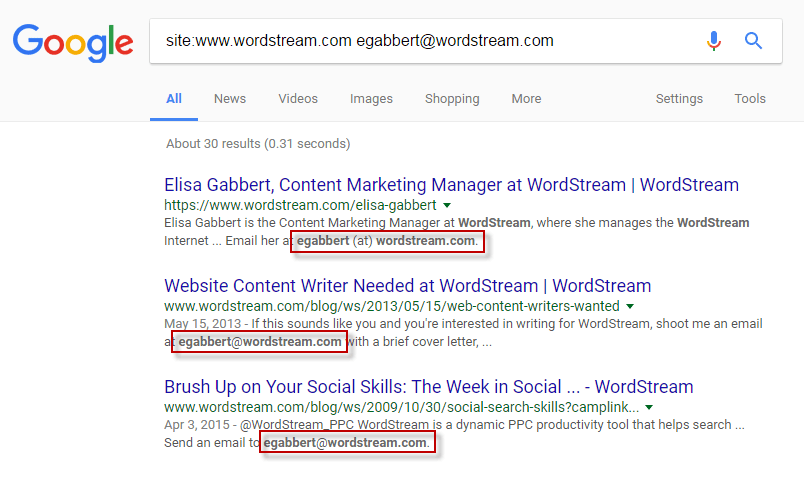 Google
site:www.wordstream.com egabbert@wordstream.com
All News Videos Images Shopping More Settings Tools
About 30 results (0.31 seconds)
Elisa Gabbert, Content Marketing Manager at WordStream | WordStream
https://www.wordstream.com/elisa-gabbert
Elisa Gabbert is the Content Marketing Manager at WordStream, where she manages the WordStream
Internet ... Email her at egabbert (at) wordstream.com.
Website Content Writer Needed at WordStream | WordStream
www.wordstream.com/blog/ws/2013/05/15/web-content-writers-wanted
May 15, 2013 - If this sounds like you and you're interested in writing for WordStream, shoot me an email
at egabbert@wordstream.com with a brief cover letter, ...
Brush Up on Your Social Skills: The Week in Social ... - WordStream
www.wordstream.com/blog/ws/2009/10/30/social-search-skills?camplink...
Apr 3, 2015 - @WordStream_PPC WordStream is a dynamic PPC productivity tool that helps search ...
Send an email to egabbert@wordstream.com.